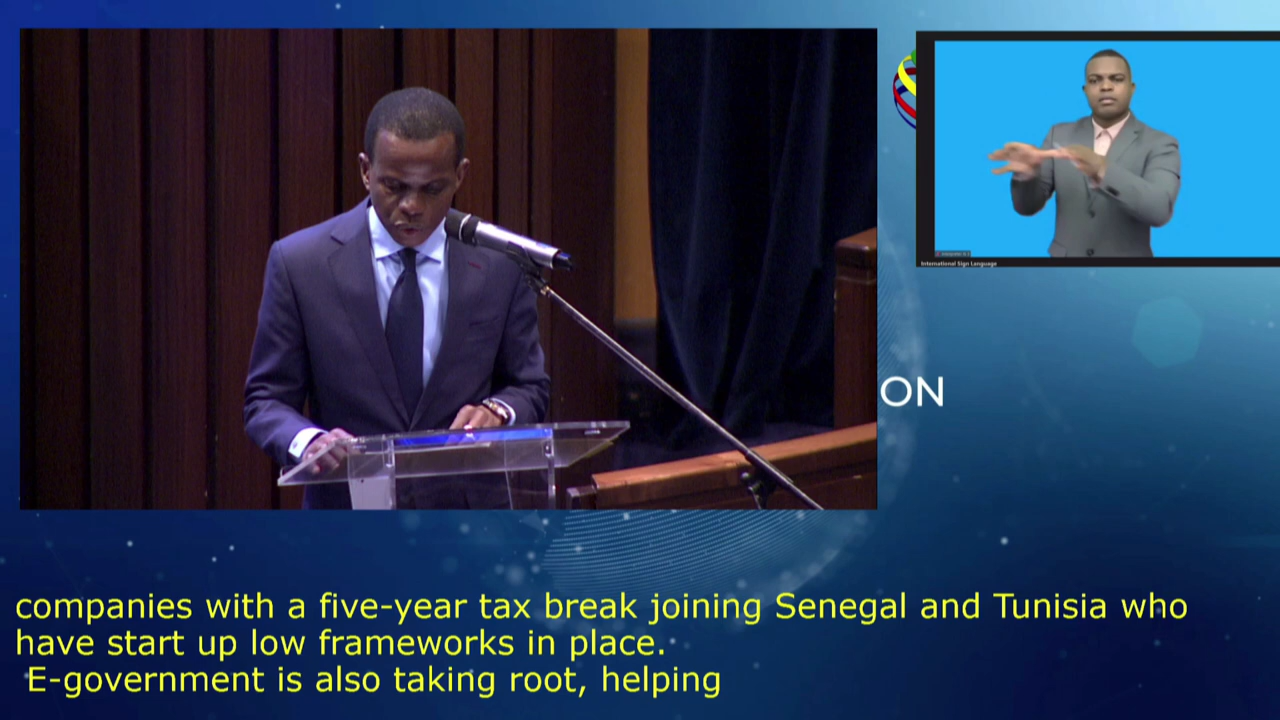 International Sign Language
ON
companies with a five-year tax break joining Senegal and Tunisia who
have start up low frameworks in place.
E-government is also taking root, helping